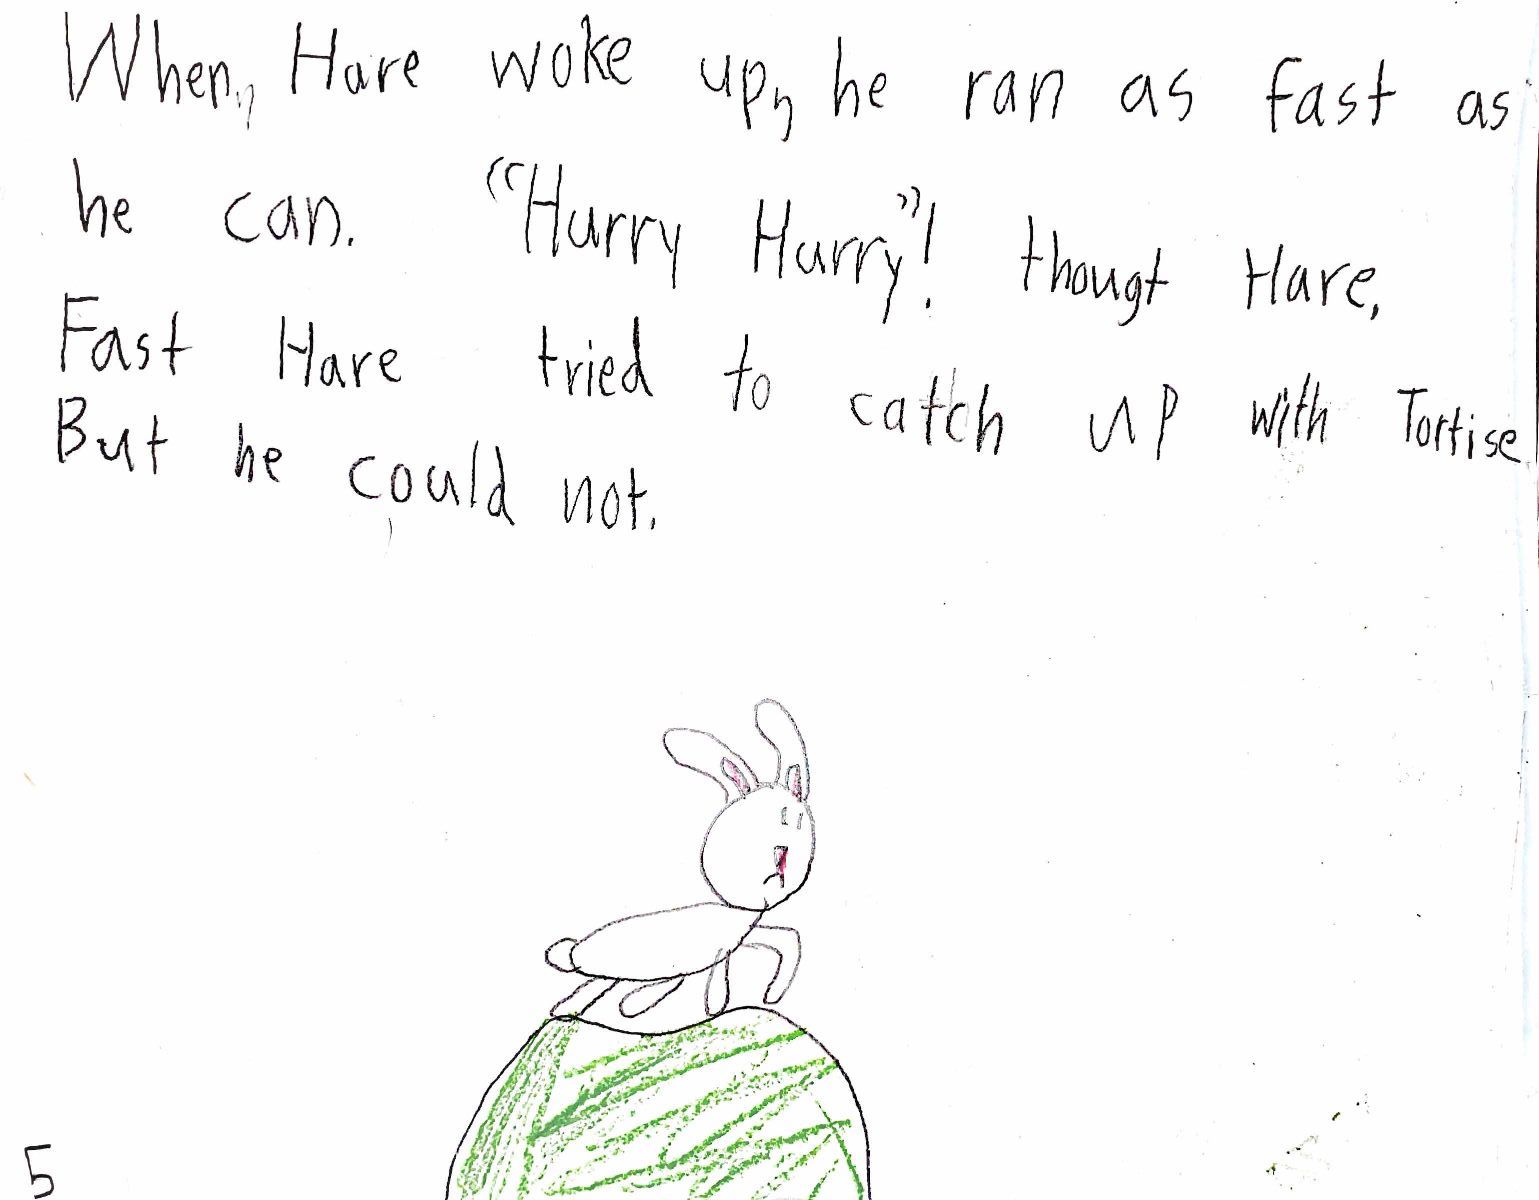 When, Hare woke up, he ran as fast as
he can. "Hurry Hurry"! thougt Hare.
Fast Hare tried to catch up with Tortise.
But he could not.
5